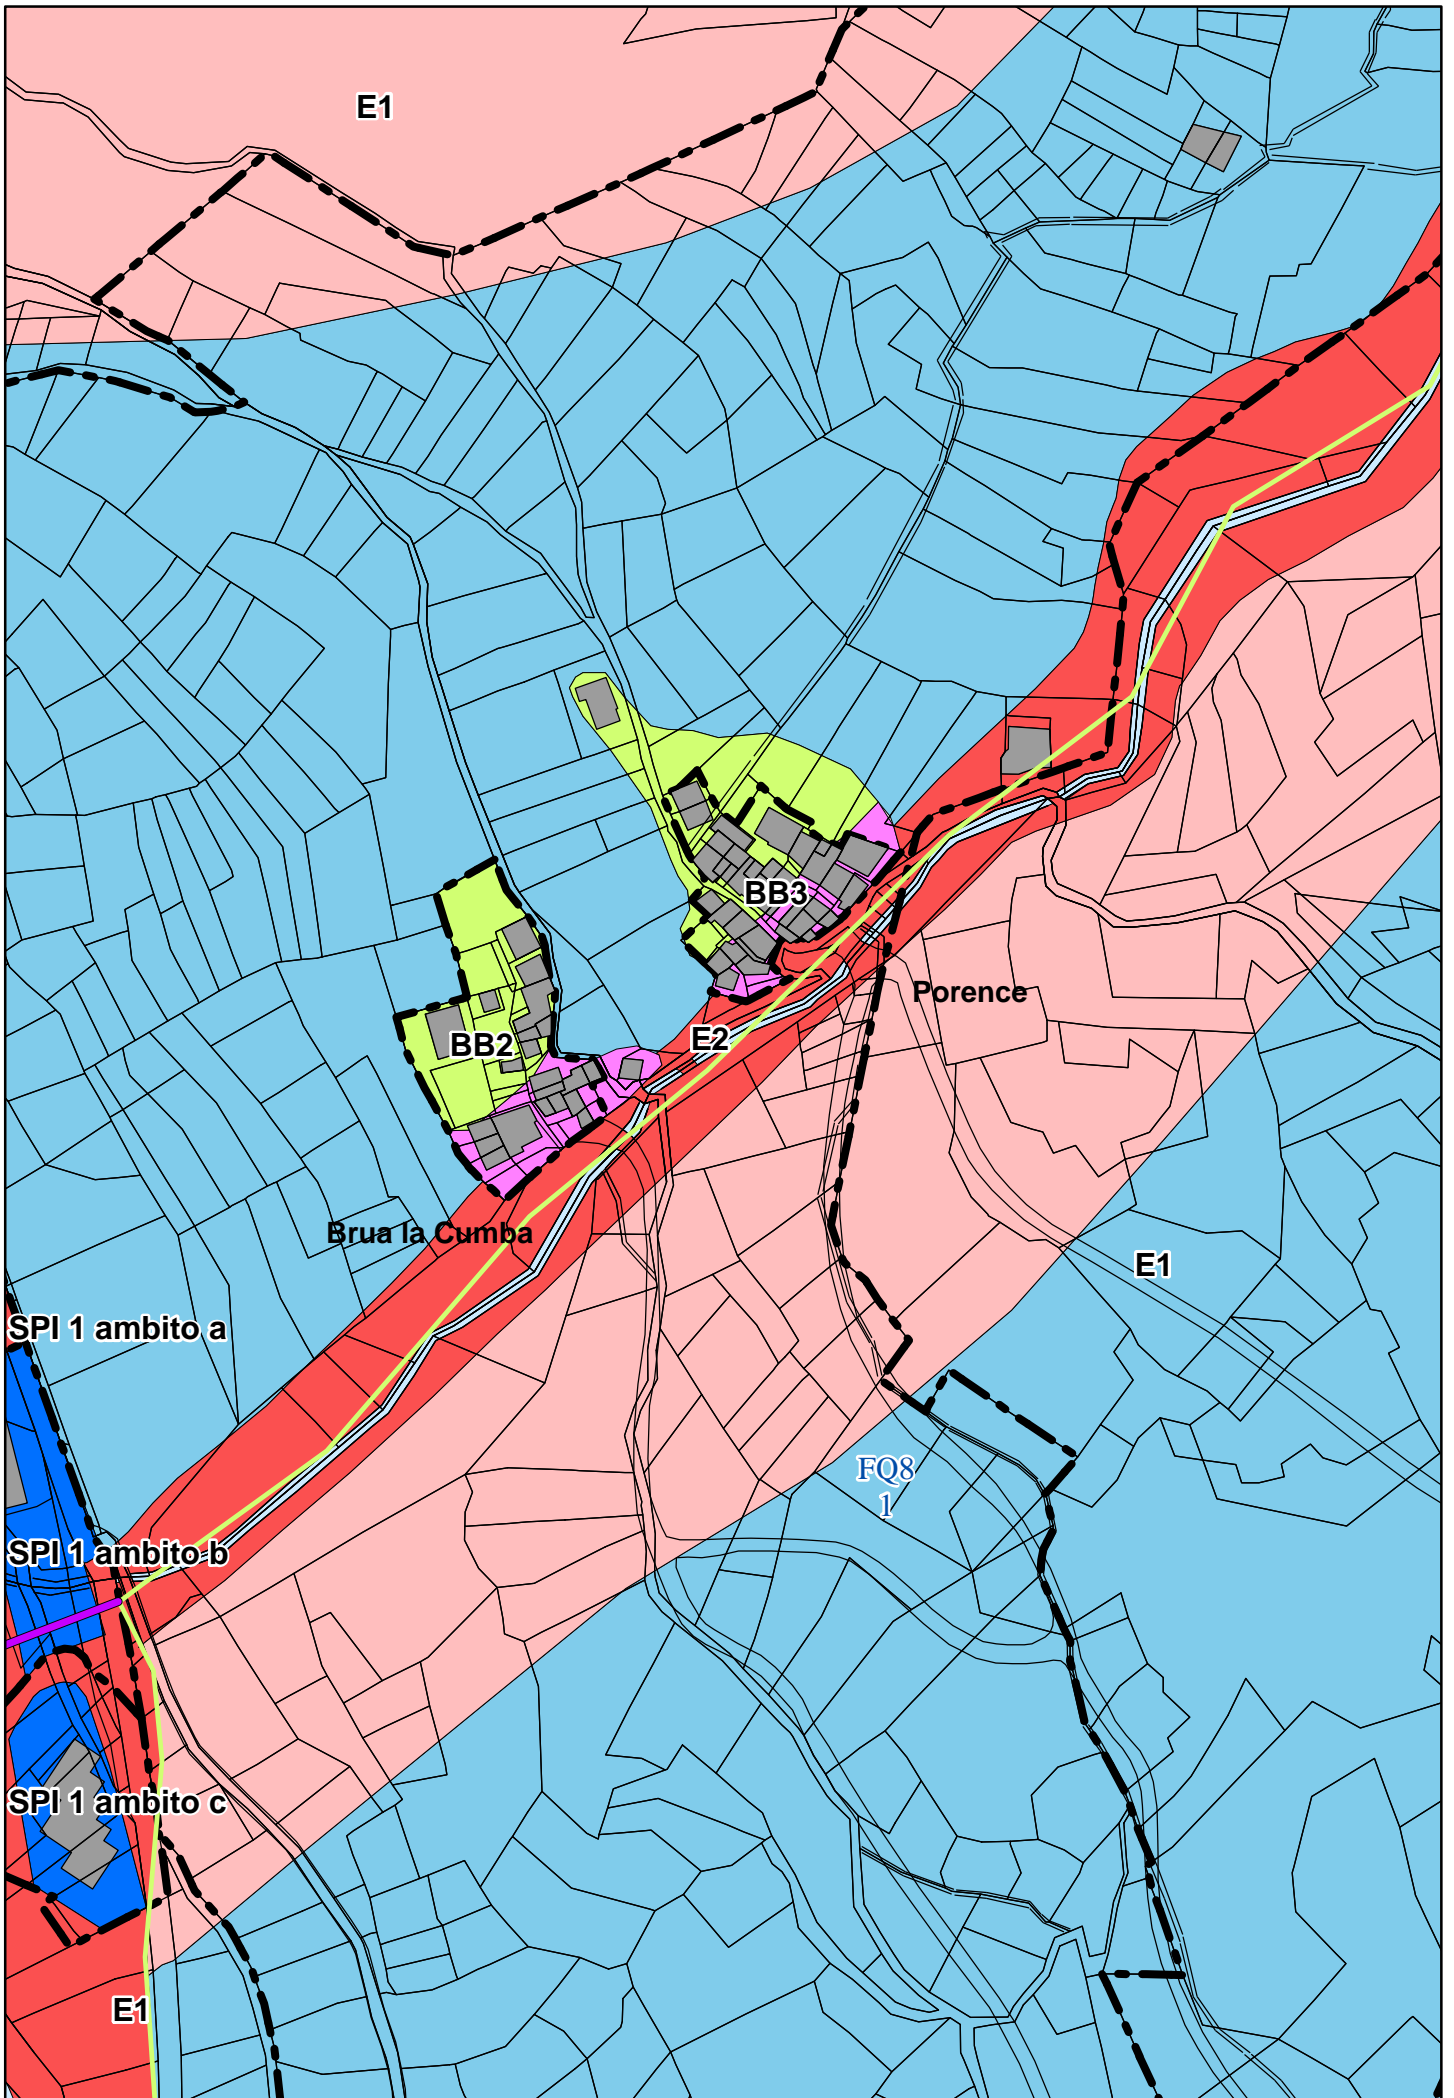 E1
BB3
Porence
E2
BB2
Brua la Cumba
E1
SPI 1 ambito a
FQ8
1
SPI 1 ambito b
SPI 1 ambito c
E1